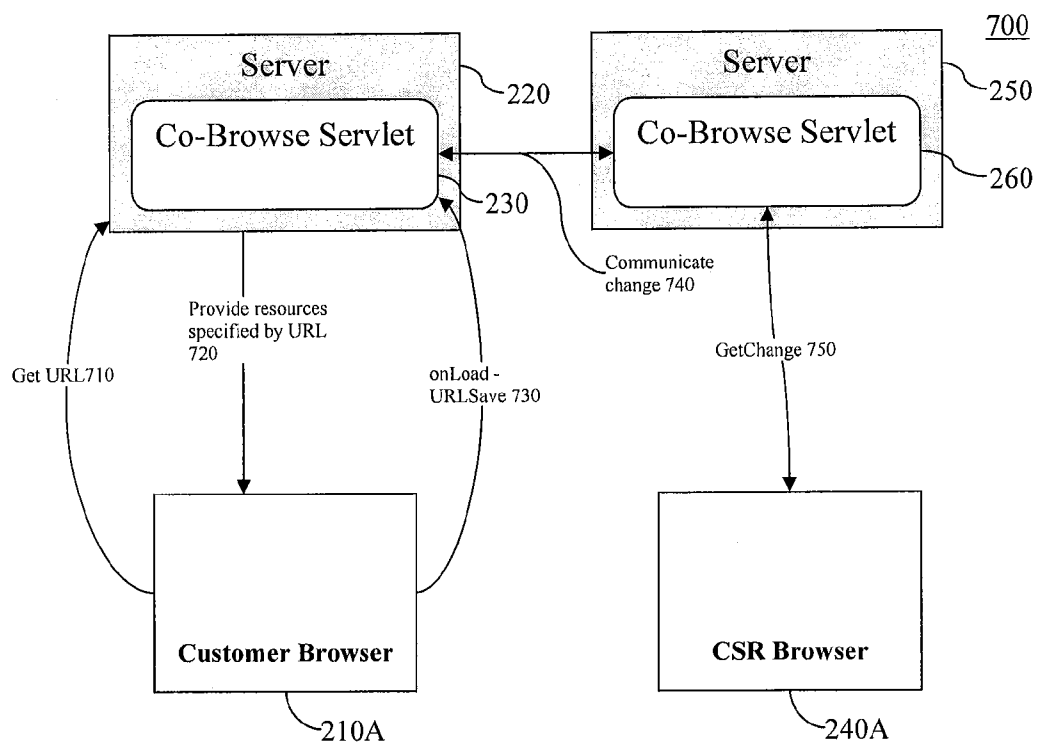 700
Server
220
Co-Browse Servlet
230
Server
250
Co-Browse Servlet
260
Communicate
change 740
Provide resources
specified by URL
720
Get URL710
onLoad -
URLSave 730
GetChange 750
Customer Browser
210A
CSR Browser
240A